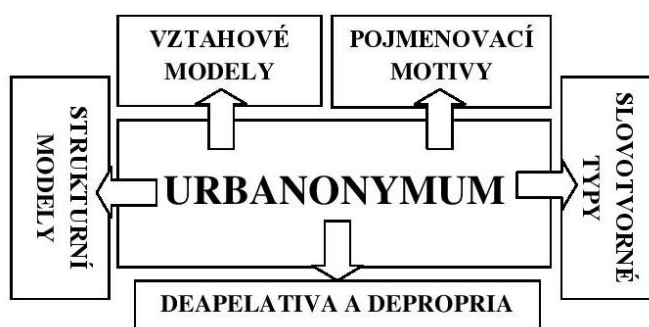 VZTAHOVÉ
MODELY
POJMENOVACÍ
MOTIVY
STRUKTURNÍ
MODELY
URBANONYMUM
SLOVOTVORNÉ
TYPY
DEAPELATIVA A DEPROPRIA